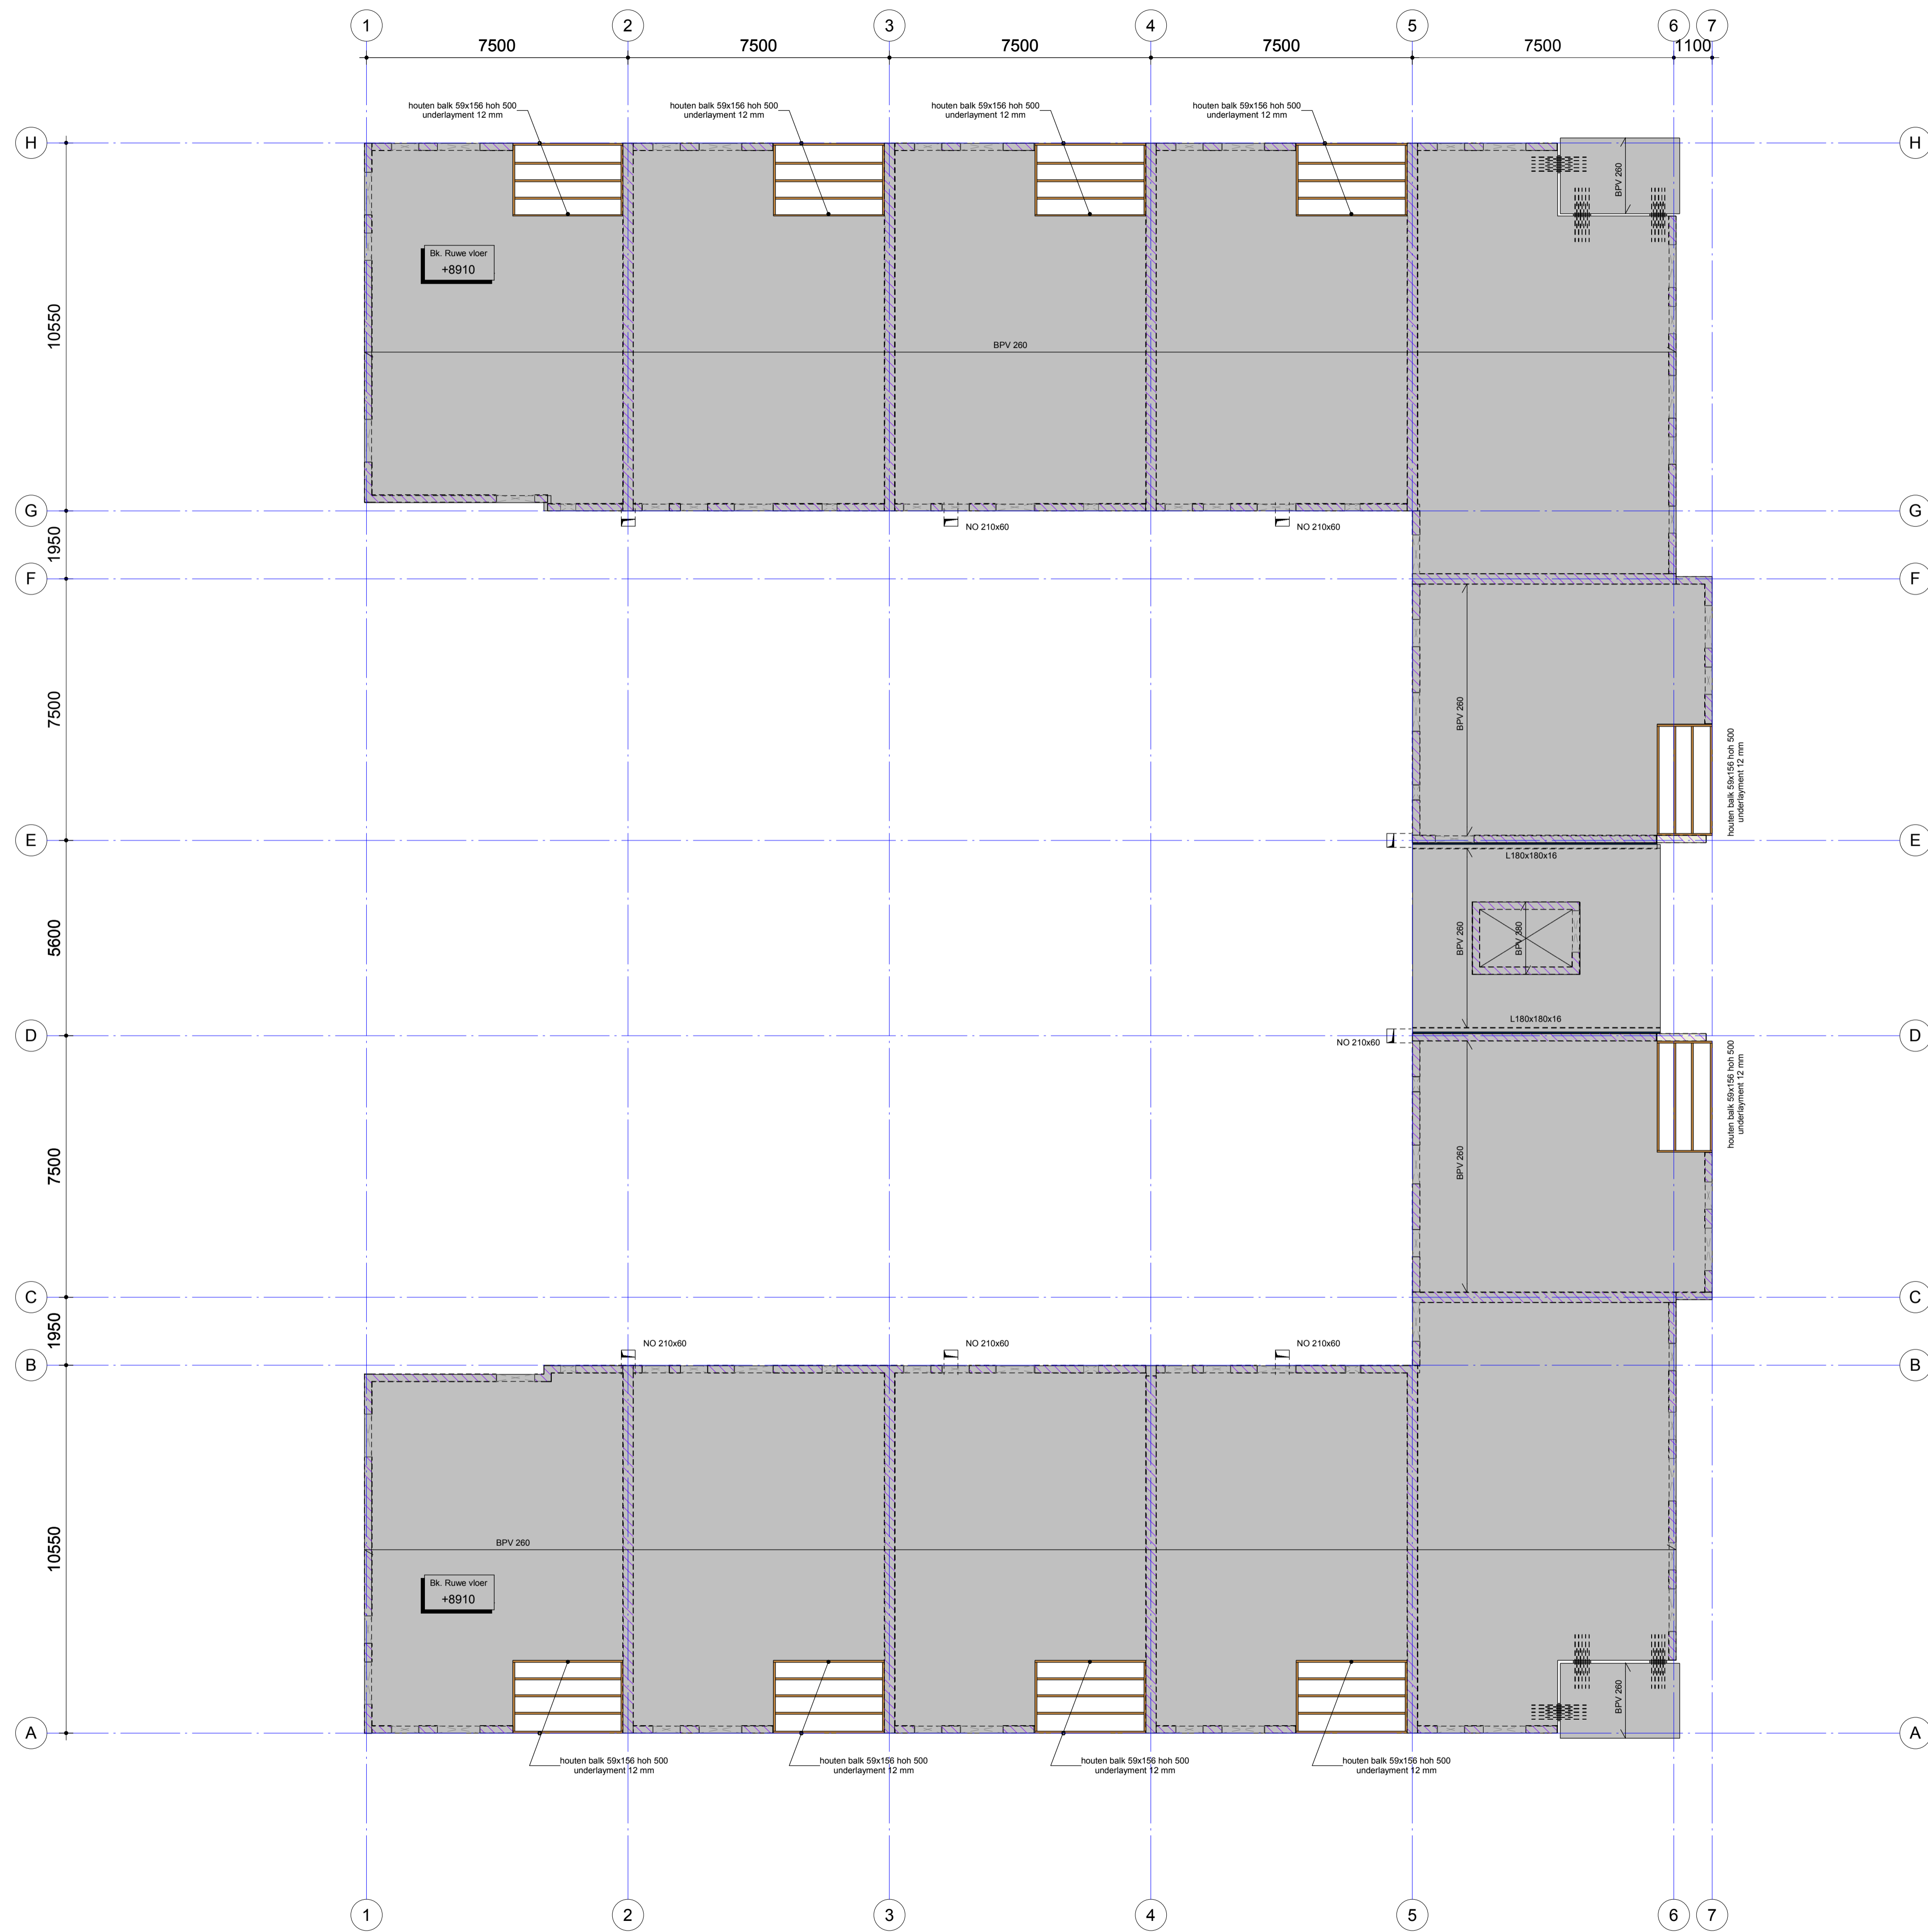 1 2 3 4 5 6 7
7500 7500 7500 7500 7500 1100
houten balk 59x156 hoh 500
underlayment 12 mm
houten balk 59x156 hoh 500
underlayment 12 mm
houten balk 59x156 hoh 500
underlayment 12 mm
houten balk 59x156 hoh 500
underlayment 12 mm
H H
BPV 260
Bk. Ruwe vloer
+8910
10550
BPV 260
G G
NO 210x60
NO 210x60
1950
F F
7500
BPV 260
houten balk 59x156 hoh 500
underlayment 12 mm
E E
L180x180x16
5600
BPV 260
BPV 380
L180x180x16
D D
NO 210x60
houten balk 59x156 hoh 500
underlayment 12 mm
7500
BPV 260
C C
1950
NO 210x60
NO 210x60
NO 210x60
B B
10550
BPV 260
Bk. Ruwe vloer
+8910
BPV 260
A A
houten balk 59x156 hoh 500
underlayment 12 mm
houten balk 59x156 hoh 500
underlayment 12 mm
houten balk 59x156 hoh 500
underlayment 12 mm
houten balk 59x156 hoh 500
underlayment 12 mm
1 2 3 4 5 6 7